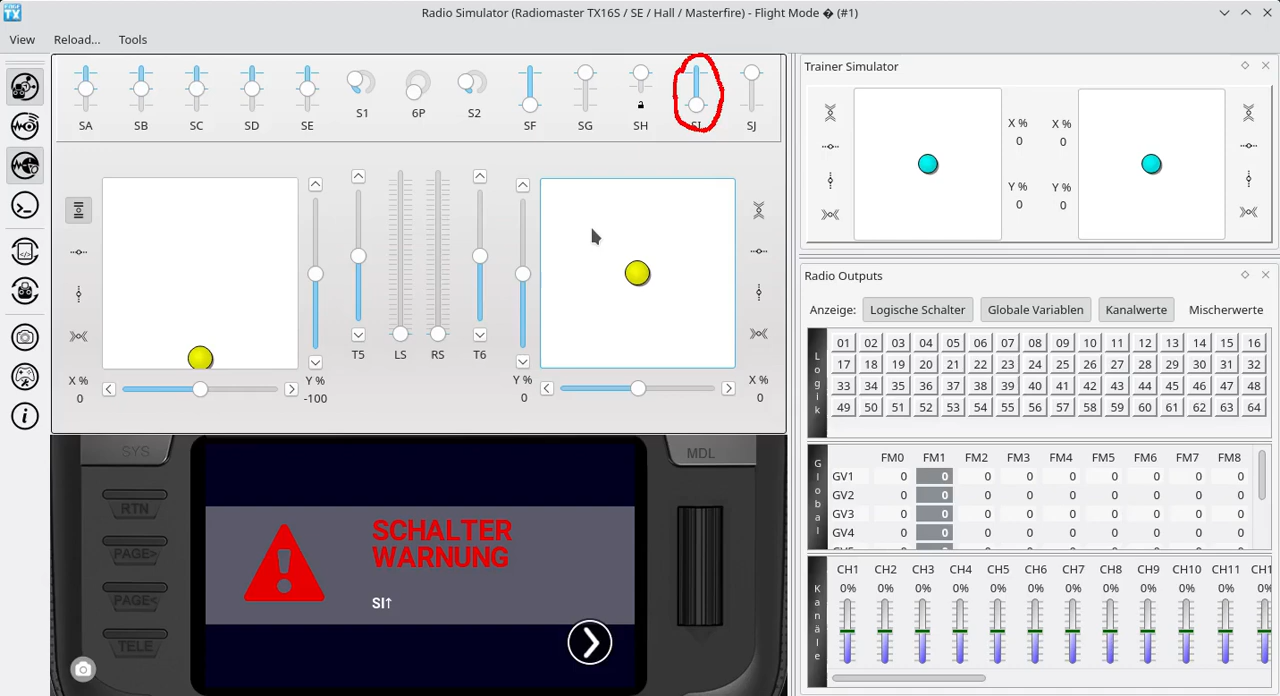 Radio Simulator (Radiomaster TX16S / SE / Hall / Masterfire) - Flight Mode � (#1)
View Reload... Tools
SA SB SC SD SE S1 6P S2 SF SG SH SI SJ
T5 LS RS T6
X % 0 Y % -100
Y % 0 X % 0
SYS
MDL
RTN
PAGE>
PAGE<
TELE
SCHALTER
WARNUNG
SI↑
Trainer Simulator
X % X %
0 0
Y % Y %
0 0
Radio Outputs
Anzeige: Logische Schalter Globale Variablen Kanalwerte Mischerwerte
Logik
01 02 03 04 05 06 07 08 09 10 11 12 13 14 15 16
17 18 19 20 21 22 23 24 25 26 27 28 29 30 31 32
33 34 35 36 37 38 39 40 41 42 43 44 45 46 47 48
49 50 51 52 53 54 55 56 57 58 59 60 61 62 63 64
Global
FM0 FM1 FM2 FM3 FM4 FM5 FM6 FM7 FM8
GV1 0 0 0 0 0 0 0 0 0
GV2 0 0 0 0 0 0 0 0 0
GV3 0 0 0 0 0 0 0 0 0
GV4 0 0 0 0 0 0 0 0 0
Kanäle
CH1 CH2 CH3 CH4 CH5 CH6 CH7 CH8 CH9 CH10 CH11 CH1
0% 0% 0% 0% 0% 0% 0% 0% 0% 0% 0% 0%